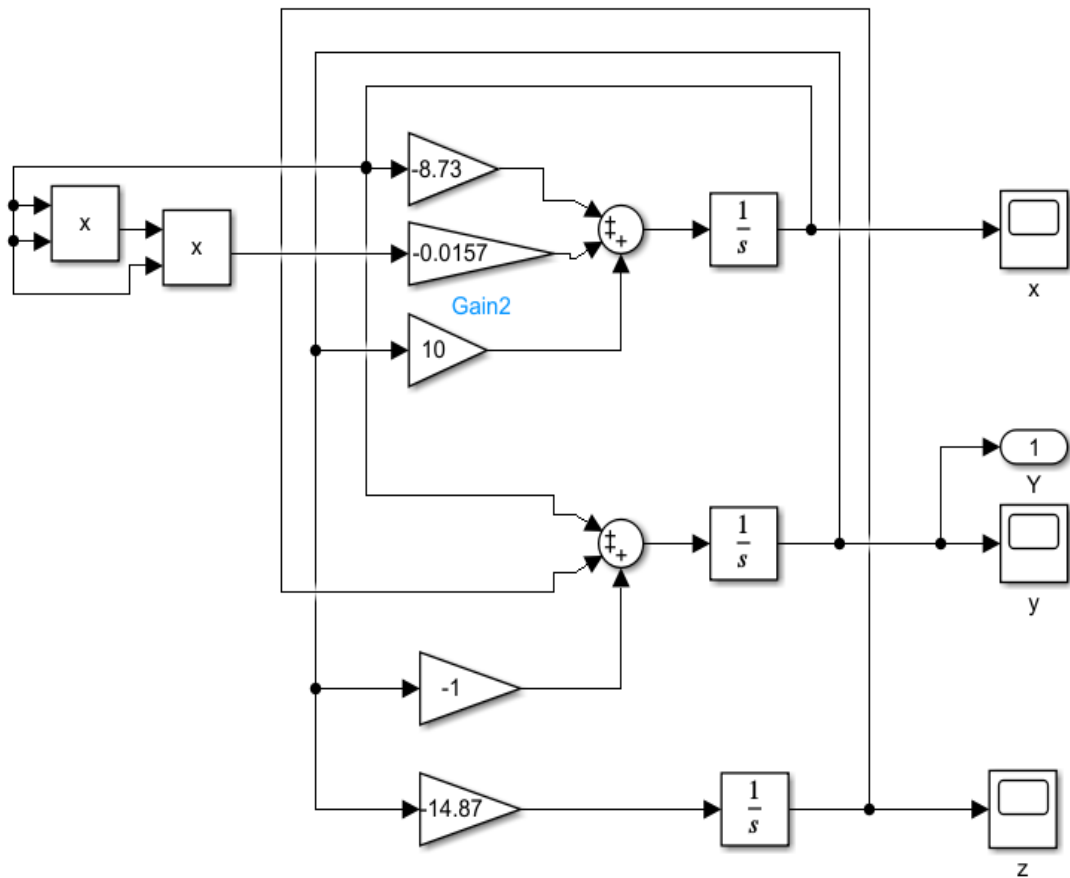 -8.73
x
x
+
+
+
1
s
x
-0.0157
Gain2
10
1
Y
+
+
+
1
s
y
-1
-14.87
1
s
z